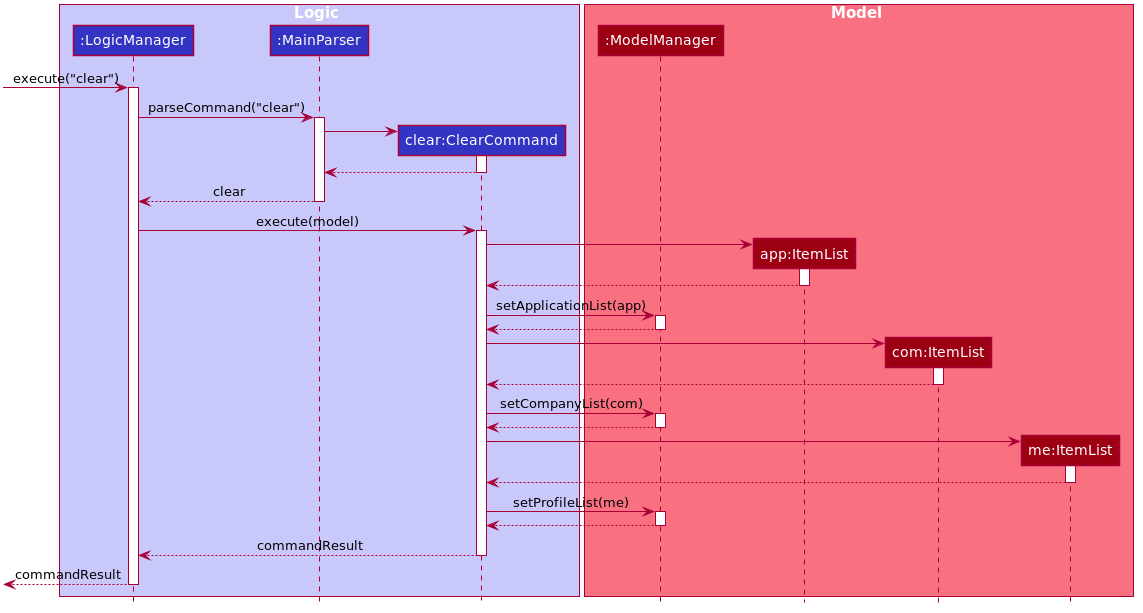 Logic
Model
:LogicManager
:MainParser
:ModelManager
execute("clear")
parseCommand("clear")
clear:ClearCommand
clear
execute(model)
app:ItemList
setApplicationList(app)
com:ItemList
setCompanyList(com)
me:ItemList
setProfileList(me)
commandResult
commandResult